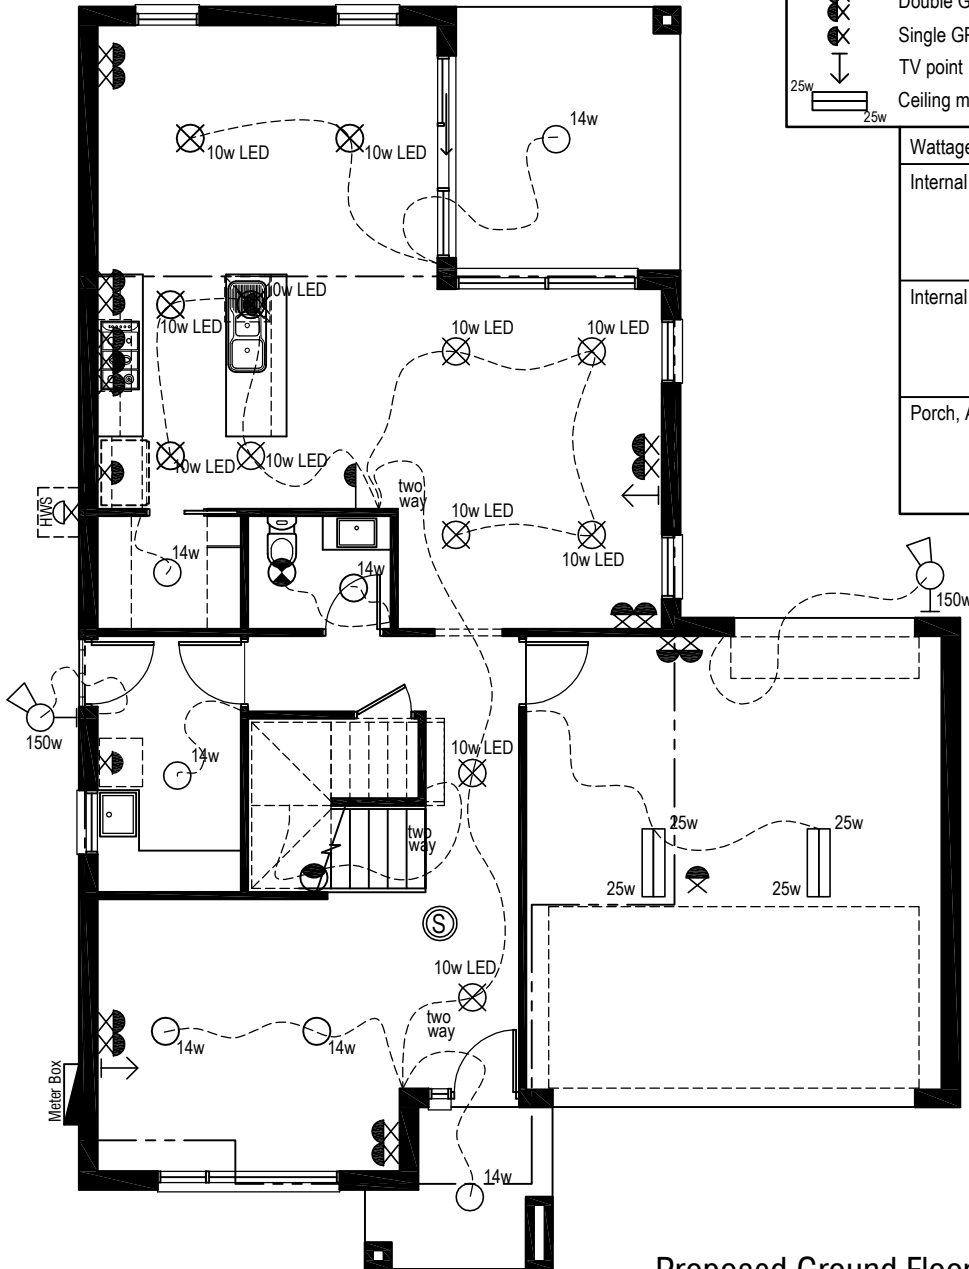 Double G
Single GP
TV point
25w
Ceiling m
25w
Wattage
Internal
Internal
Porch, A
14w
10w LED
10w LED
10w LED
10w LED
10w LED
10w LED
10w LED
10w LED
two
way
10w LED
10w LED
HWS
14w
14w
150w
150w
14w
10w LED
25w
25w
two
way
25w
25w
S
10w LED
two
way
14w
14w
Meter Box
14w
Proposed Ground Floor